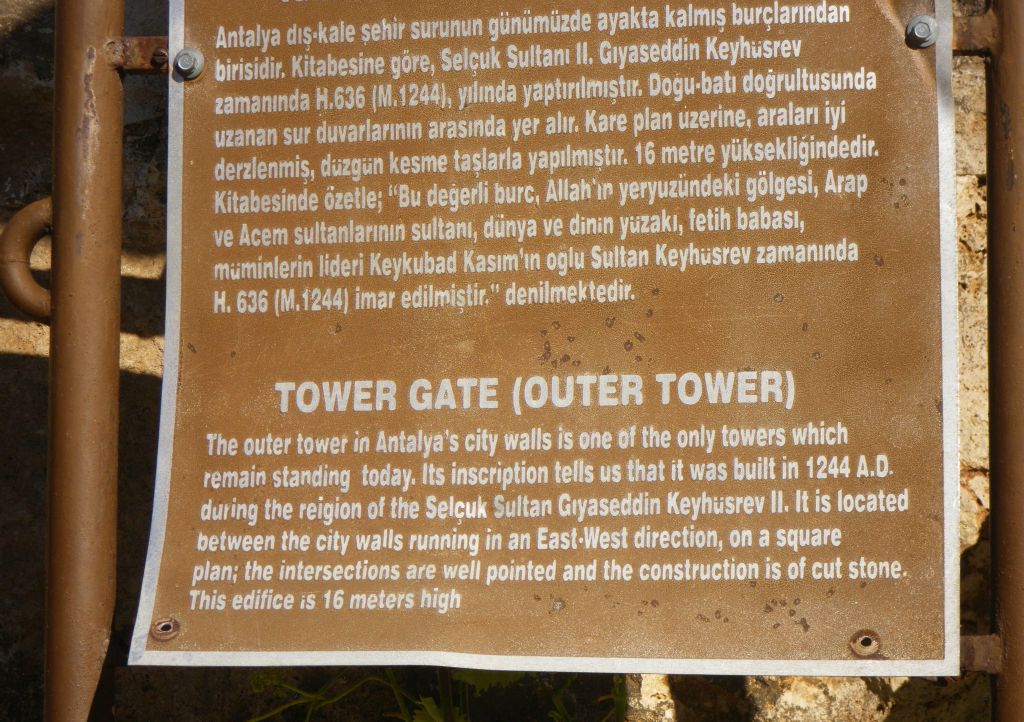 Antalya dış-kale şehir surunun günümüzde ayakta kalmış burçlarından
birisidir. Kitabesine göre, Selçuk Sultanı II. Gıyaseddin Keyhüsrev
zamanında H.636 (M.1244), yılında yaptırılmıştır. Doğu-batı doğrultusunda
uzanan sur duvarlarının arasında yer alır. Kare plan üzerine, araları iyi
derzlenmiş, düzgün kesme taşlarla yapılmıştır. 16 metre yüksekliğindedir.
Kitabesinde özetle; “Bu değerli burc, Allah'ın yeryüzündeki gölgesi, Arap
ve Acem sultanlarının sultanı, dünya ve dinin yüzakı, fetih babası,
müminlerin lideri Keykubad Kasım'ın oğlu Sultan Keyhüsrev zamanında
H. 636 (M.1244) imar edilmiştir." denilmektedir.
TOWER GATE (OUTER TOWER)
The outer tower in Antalya's city walls is one of the only towers which
remain standing today. Its inscription tells us that it was built in 1244 A.D.
during the reigion of the Selçuk Sultan Gıyaseddin Keyhüsrev II. It is located
between the city walls running in an East-West direction, on a square
plan; the intersections are well pointed and the construction is of cut stone.
This edifice is 16 meters high